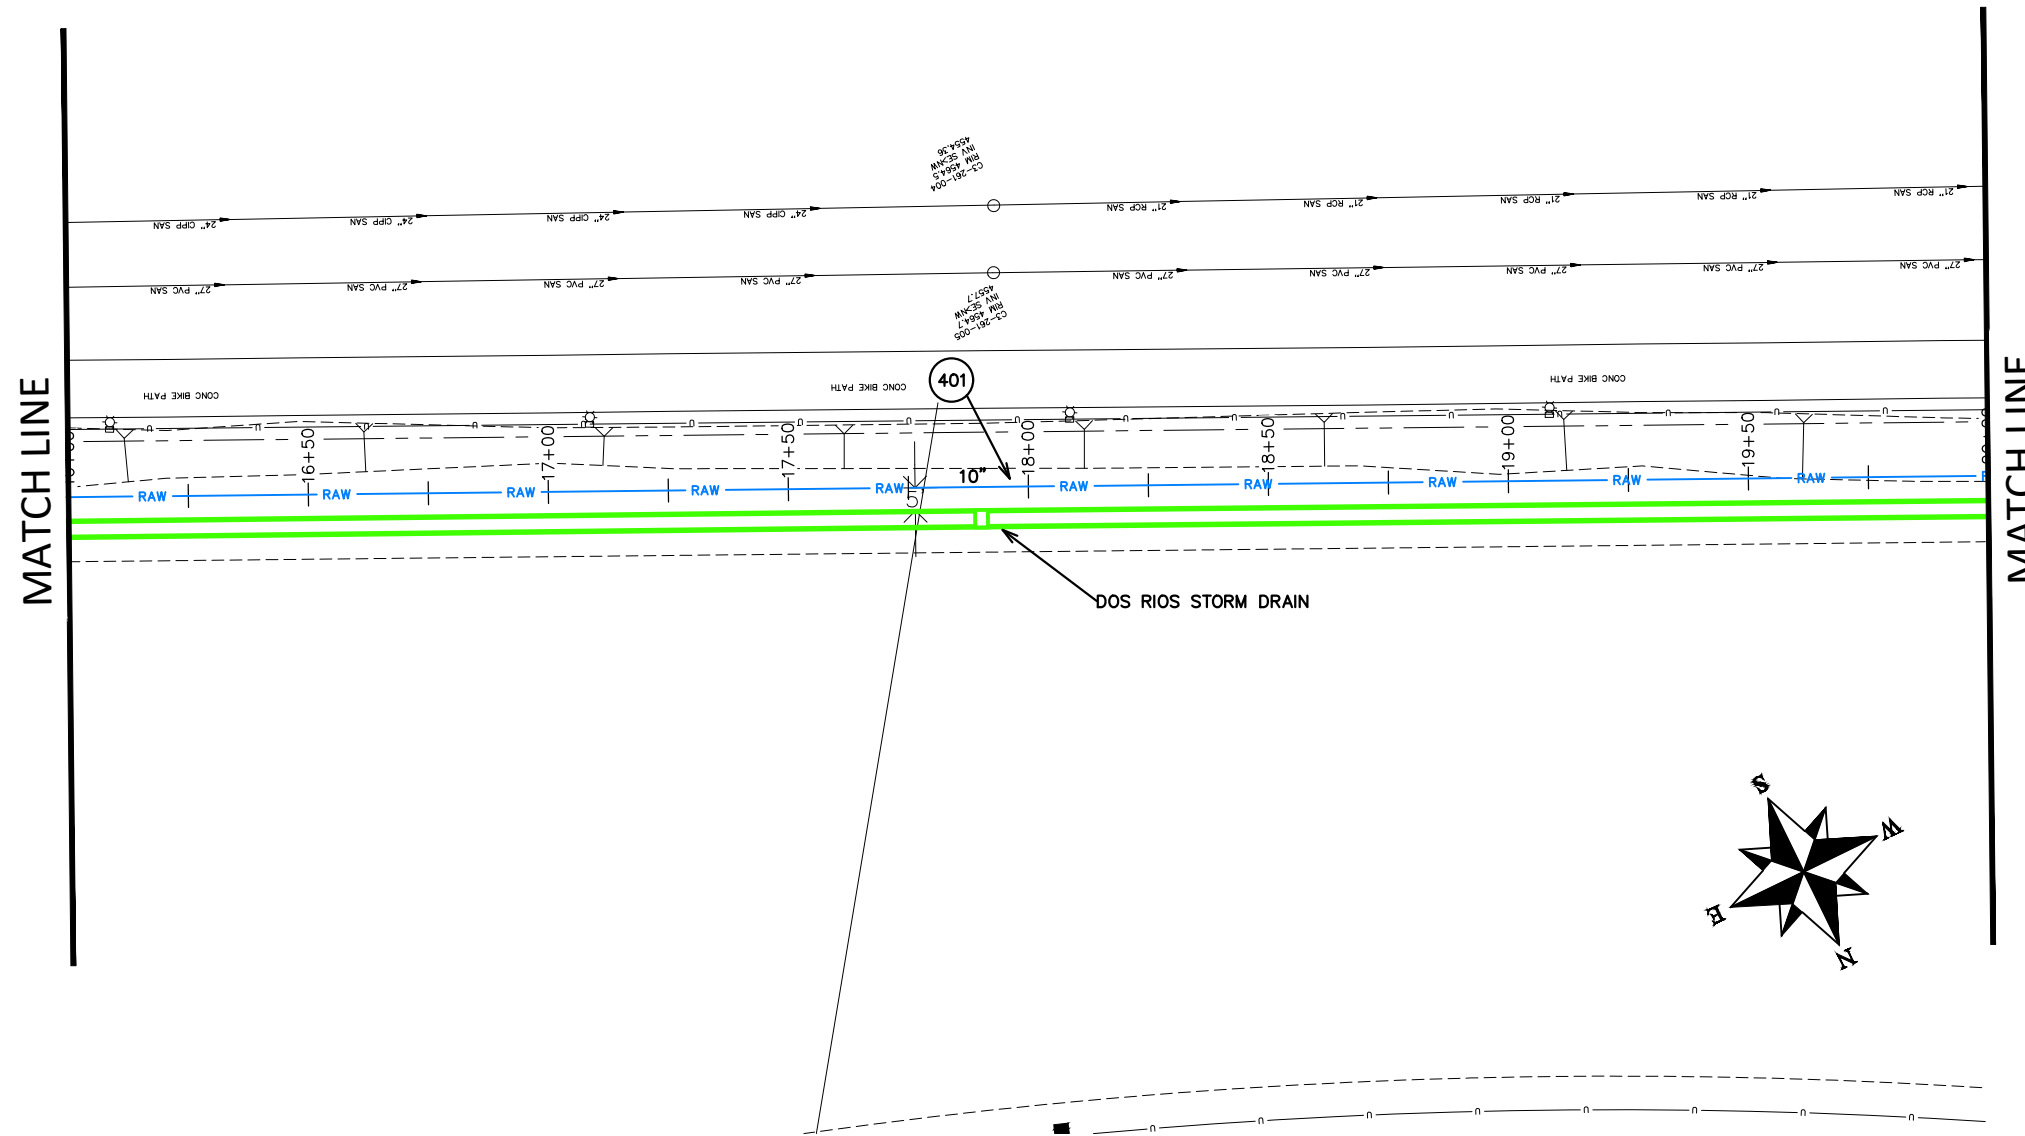 4554.36
INV SE>NW
RIM 4564.5
C3-261-004
24" CIPP SAN
24" CIPP SAN
24" CIPP SAN
24" CIPP SAN
21" RCP SAN
21" RCP SAN
21" RCP SAN
21" RCP SAN
21" RCP SAN
27" PVC SAN
27" PVC SAN
27" PVC SAN
27" PVC SAN
27" PVC SAN
27" PVC SAN
27" PVC SAN
27" PVC SAN
27" PVC SAN
4557.7
INV SE>NW
RIM 4564.7
C3-261-005
MATCH LINE
MATCH LINE
CONC BIKE PATH
CONC BIKE PATH
CONC BIKE PATH
401
16+50
17+00
17+50
18+00
18+50
19+00
19+50
10"
RAW
RAW
RAW
RAW
RAW
RAW
RAW
RAW
RAW
RAW
DOS RIOS STORM DRAIN
S
W
E
N